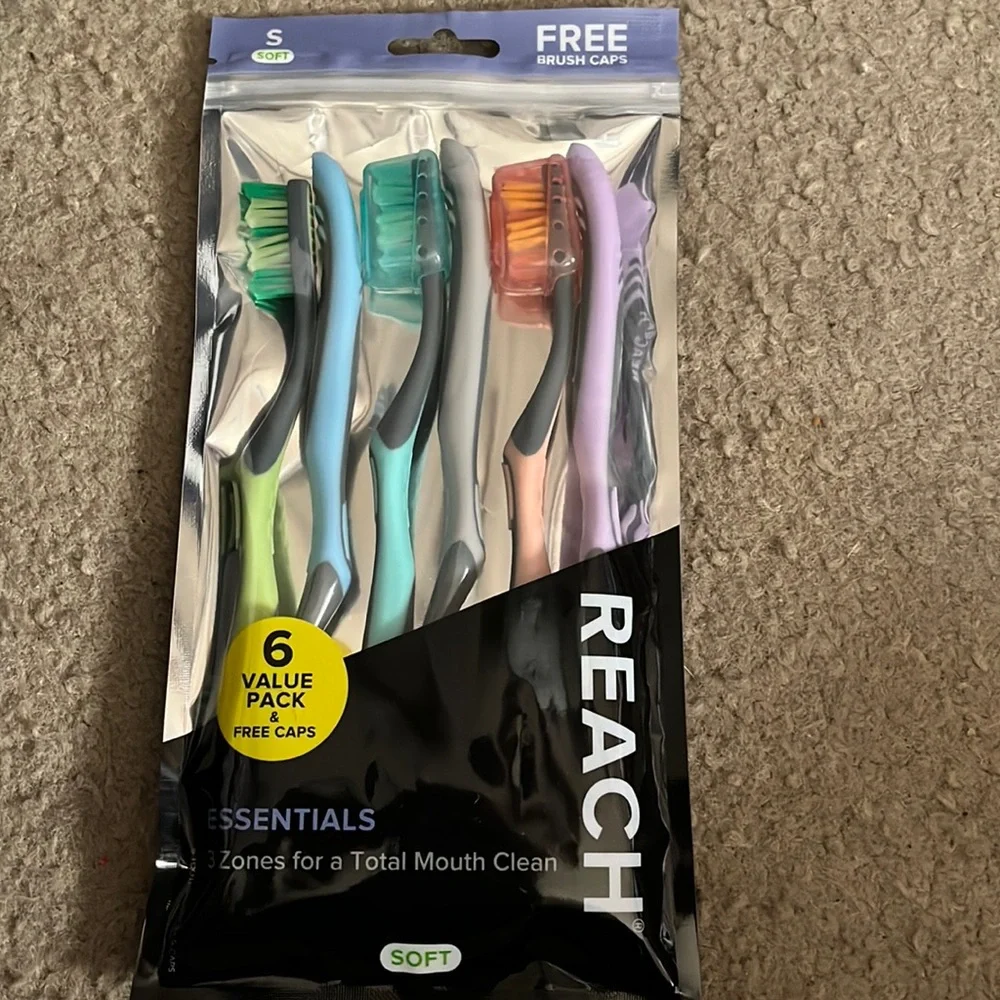 S
SOFT
FREE
BRUSH CAPS
6
VALUE
PACK
&
FREE CAPS
REACH®
ESSENTIALS
3 Zones for a Total Mouth Clean
SOFT